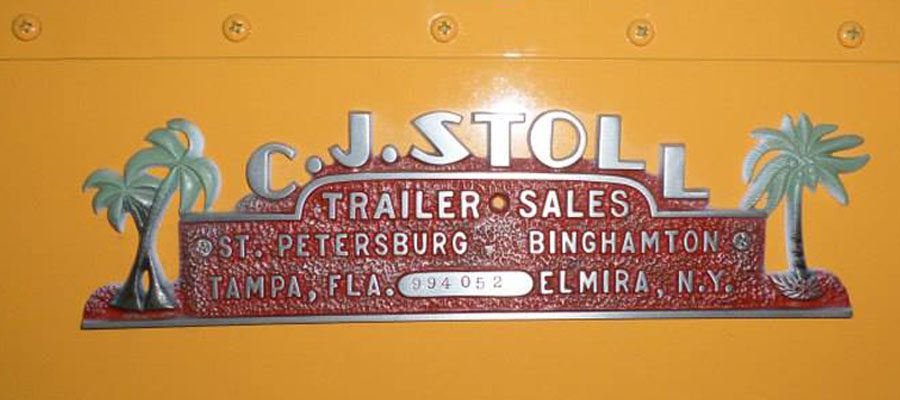 C.J.STOLL
TRAILER SALES
ST. PETERSBURG - BINGHAMTON
TAMPA, FLA. 994052 ELMIRA, N.Y.